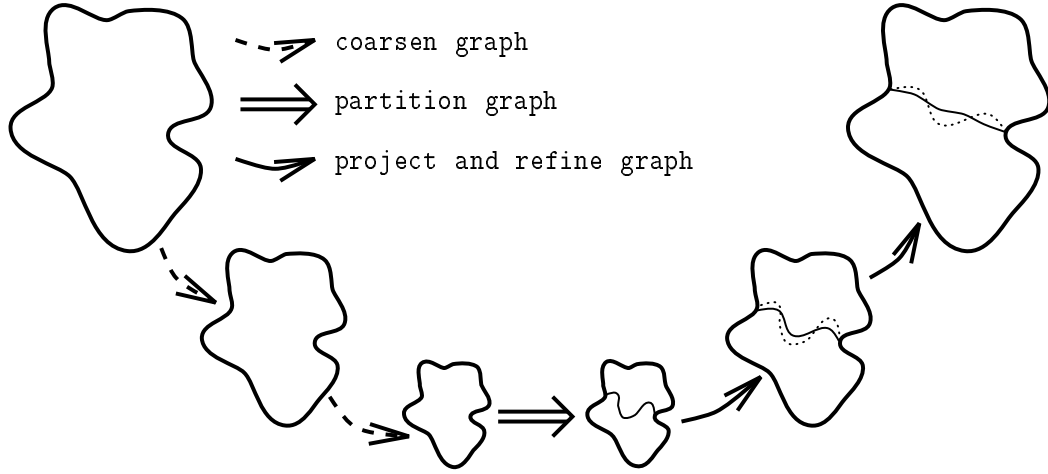 coarsen graph
partition graph
project and refine graph